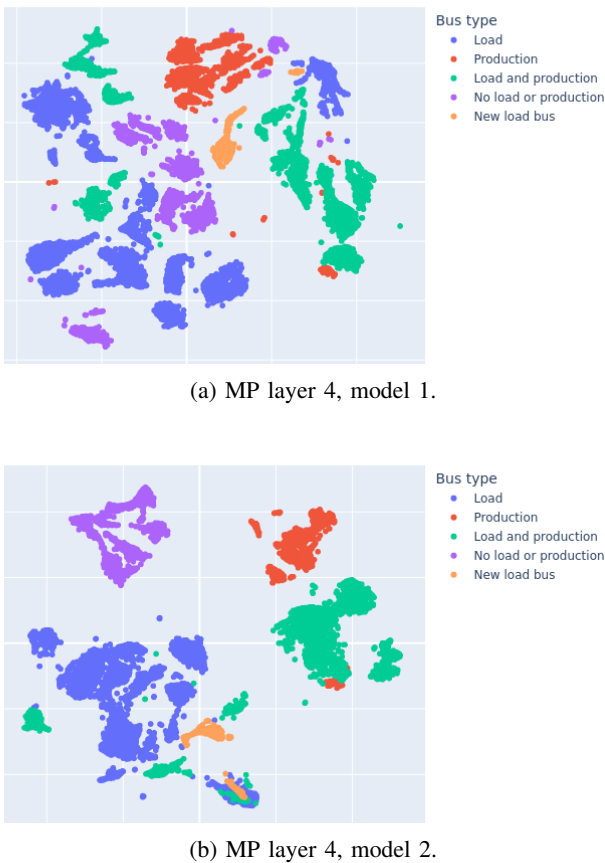 Bus type
Load
Production
Load and production
No load or production
New load bus
(a) MP layer 4, model 1.
Bus type
Load
Production
Load and production
No load or production
New load bus
(b) MP layer 4, model 2.